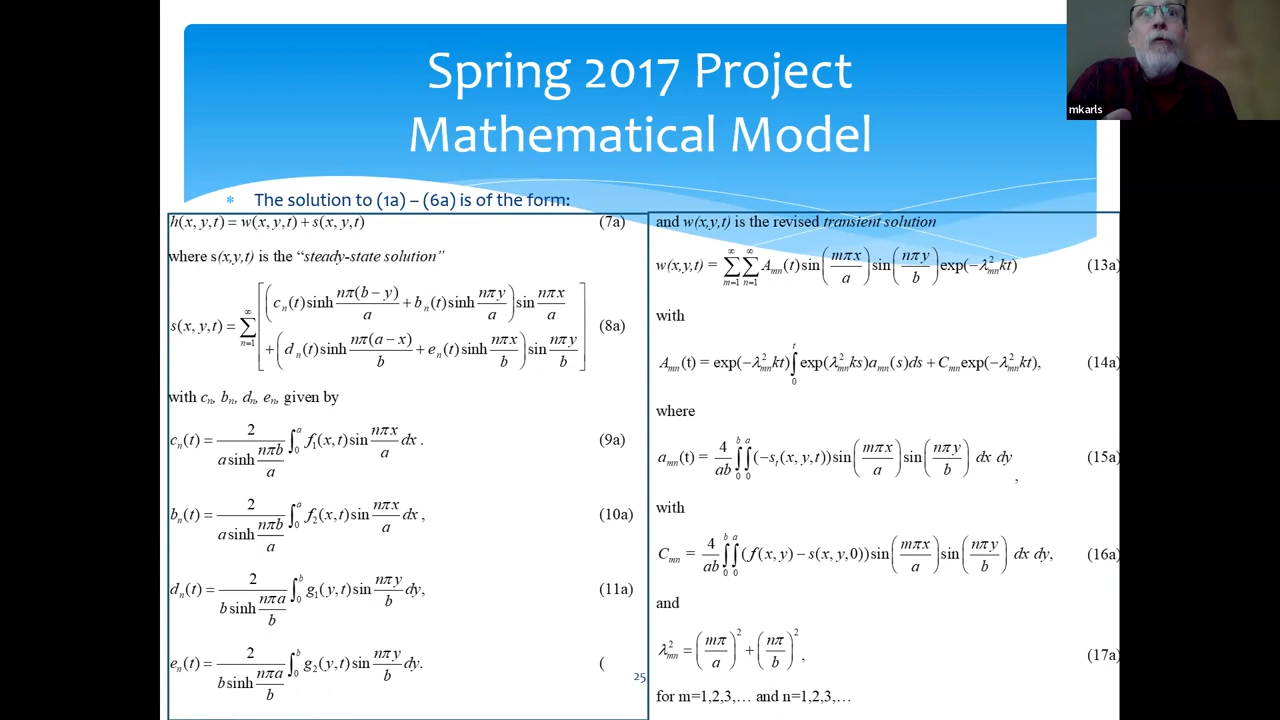 Spring 2017 Project
Mathematical Model
mkarls
* The solution to (1a) – (6a) is of the form:
h(x, y,t) = w(x, y,t) + s(x, y,t) (7a)
where s(x,y,t) is the “steady-state solution”
s(x, y,t) = ∑_{n=1}^{∞} [ ( c_n(t) sinh nπ(b − y)/a + b_n(t) sinh nπy/a ) sin nπx/a
+ ( d_n(t) sinh nπ(a − x)/b + e_n(t) sinh nπx/b ) sin nπy/b ] (8a)
with c_n, b_n, d_n, e_n, given by
c_n(t) = 2/(a sinh nπb/a) ∫_0^a f_1(x,t) sin nπx/a dx . (9a)
b_n(t) = 2/(a sinh nπb/a) ∫_0^a f_2(x,t) sin nπx/a dx , (10a)
d_n(t) = 2/(b sinh nπa/b) ∫_0^b g_1(y,t) sin nπy/b dy, (11a)
e_n(t) = 2/(b sinh nπa/b) ∫_0^b g_2(y,t) sin nπy/b dy. (
25
and w(x,y,t) is the revised transient solution
w(x,y,t) = ∑_{m=1}^{∞} ∑_{n=1}^{∞} A_mn(t) sin(mπx/a) sin(nπy/b) exp(−λ²_mn kt) (13a)
with
A_mn(t) = exp(−λ²_mn kt) ∫_0^t exp(λ²_mn ks) a_mn(s) ds + C_mn exp(−λ²_mn kt), (14a)
where
a_mn(t) = 4/ab ∫_0^b ∫_0^a (−s_t(x, y,t)) sin(mπx/a) sin(nπy/b) dx dy , (15a)
with
C_mn = 4/ab ∫_0^b ∫_0^a (f(x, y) − s(x, y,0)) sin(mπx/a) sin(nπy/b) dx dy, (16a)
and
λ²_mn = (mπ/a)² + (nπ/b)² , (17a)
for m=1,2,3,… and n=1,2,3,…